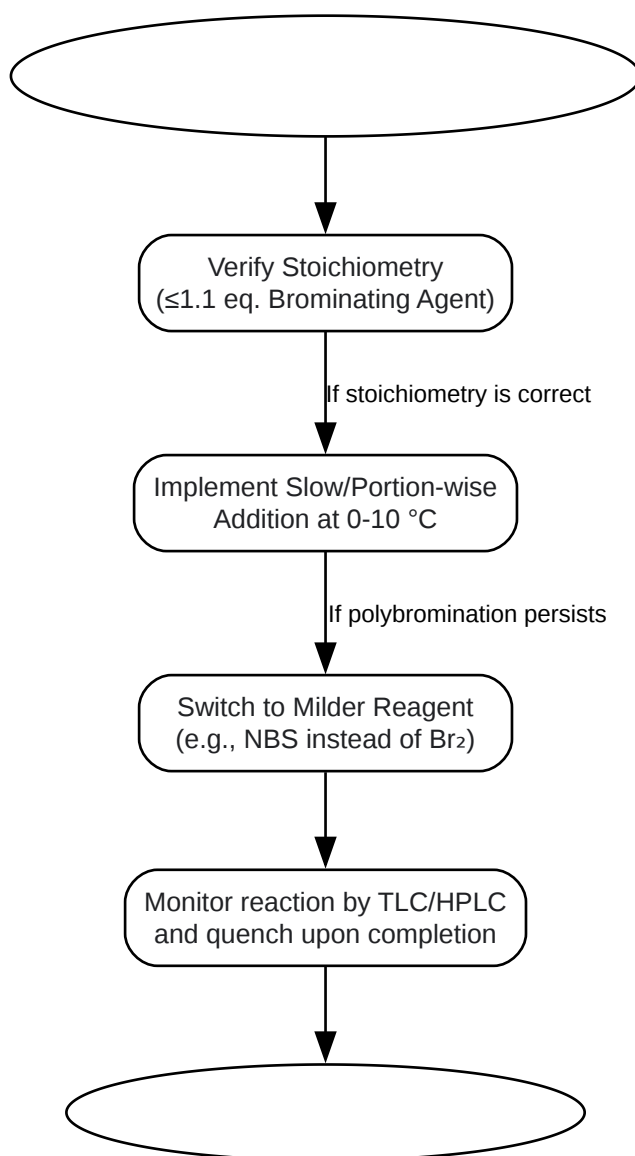 Verify Stoichiometry
(≤1.1 eq. Brominating Agent)
If stoichiometry is correct
Implement Slow/Portion-wise
Addition at 0-10 °C
If polybromination persists
Switch to Milder Reagent
(e.g., NBS instead of Br₂)
Monitor reaction by TLC/HPLC
and quench upon completion